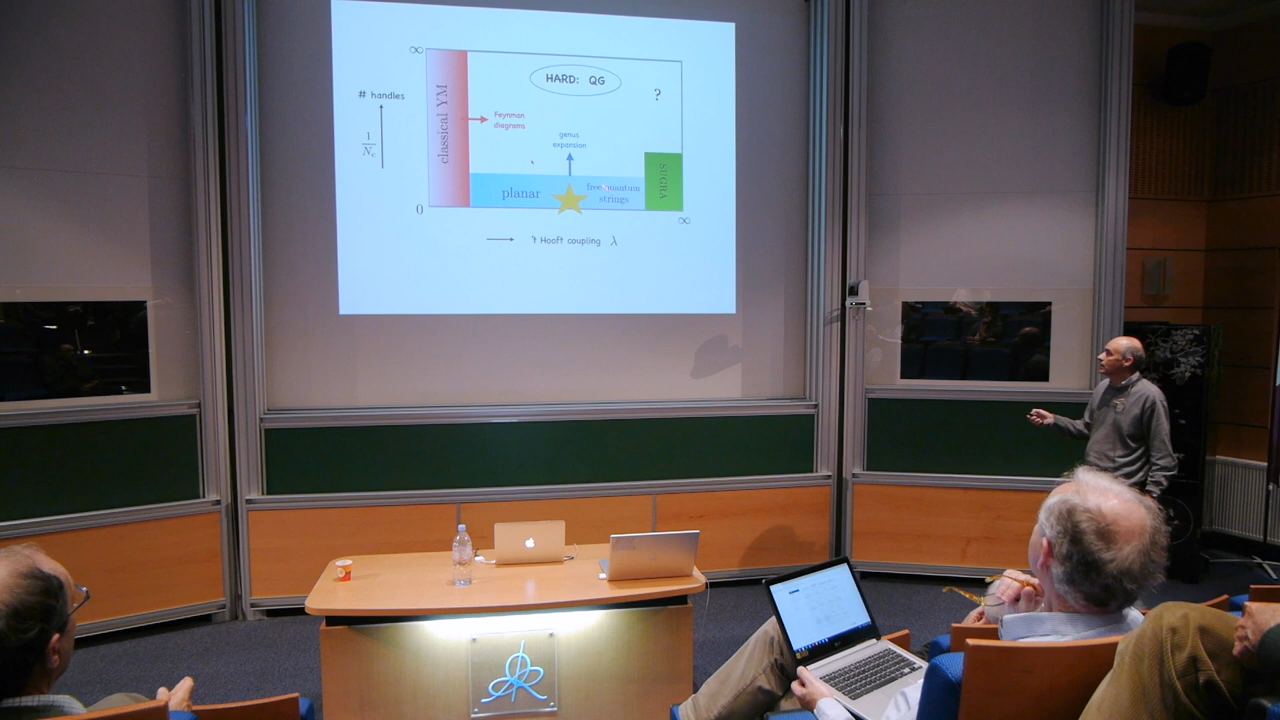 ∞
HARD: QG
?
# handles
1/N_c
classical YM
Feynman
diagrams
genus
expansion
planar
free quantum
strings
SUGRA
0
∞
't Hooft coupling λ